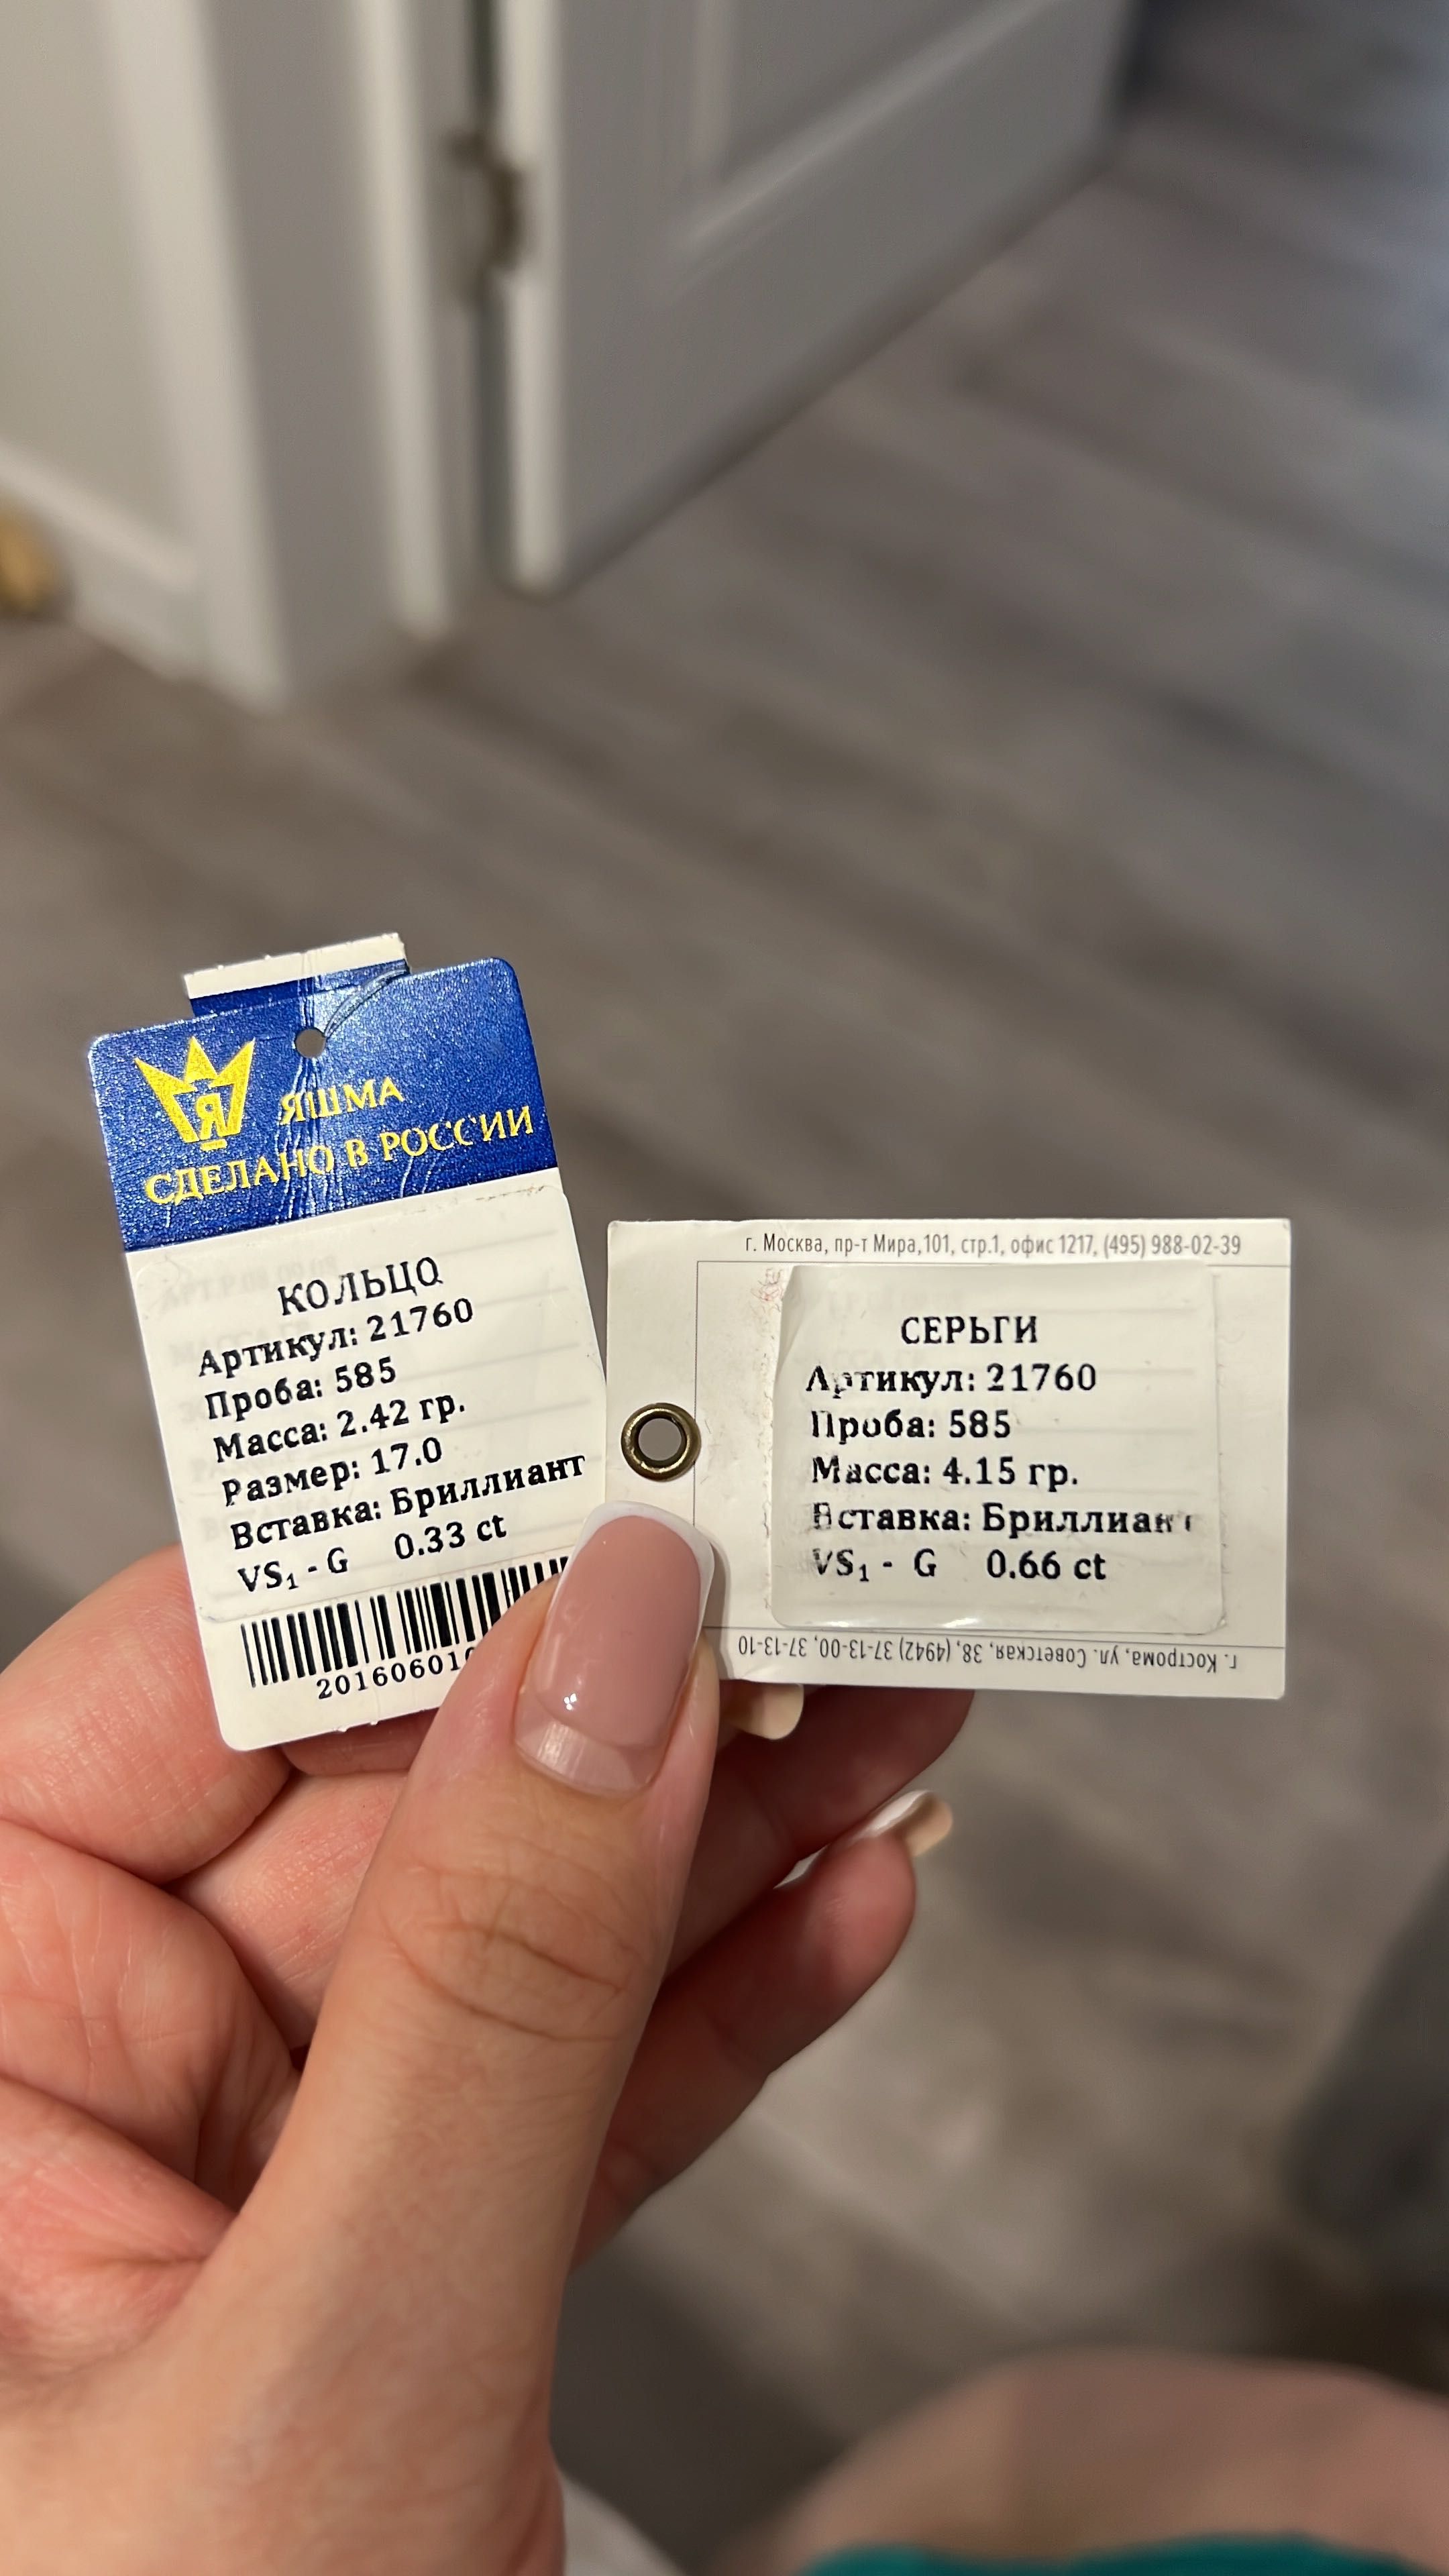 Я
ЯШМА
СДЕЛАНО В РОССИИ
КОЛЬЦО
Артикул: 21760
Проба: 585
Масса: 2.42 гр.
Размер: 17.0
Вставка: Бриллиант
VS₁ - G 0.33 ct
20160601
г. Москва, пр-т Мира,101, стр.1, офис 1217, (495) 988-02-39
СЕРЬГИ
Артикул: 21760
Проба: 585
Масса: 4.15 гр.
Вставка: Бриллиант
VS₁ - G 0.66 ct
г. Кострома, ул. Советская, 38, (4942) 37-13-00, 37-13-10